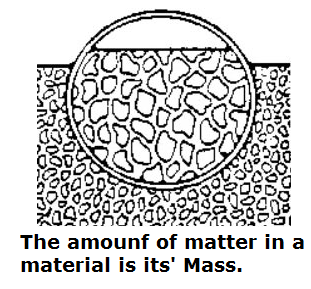 The amounf of matter in a
material is its' Mass.